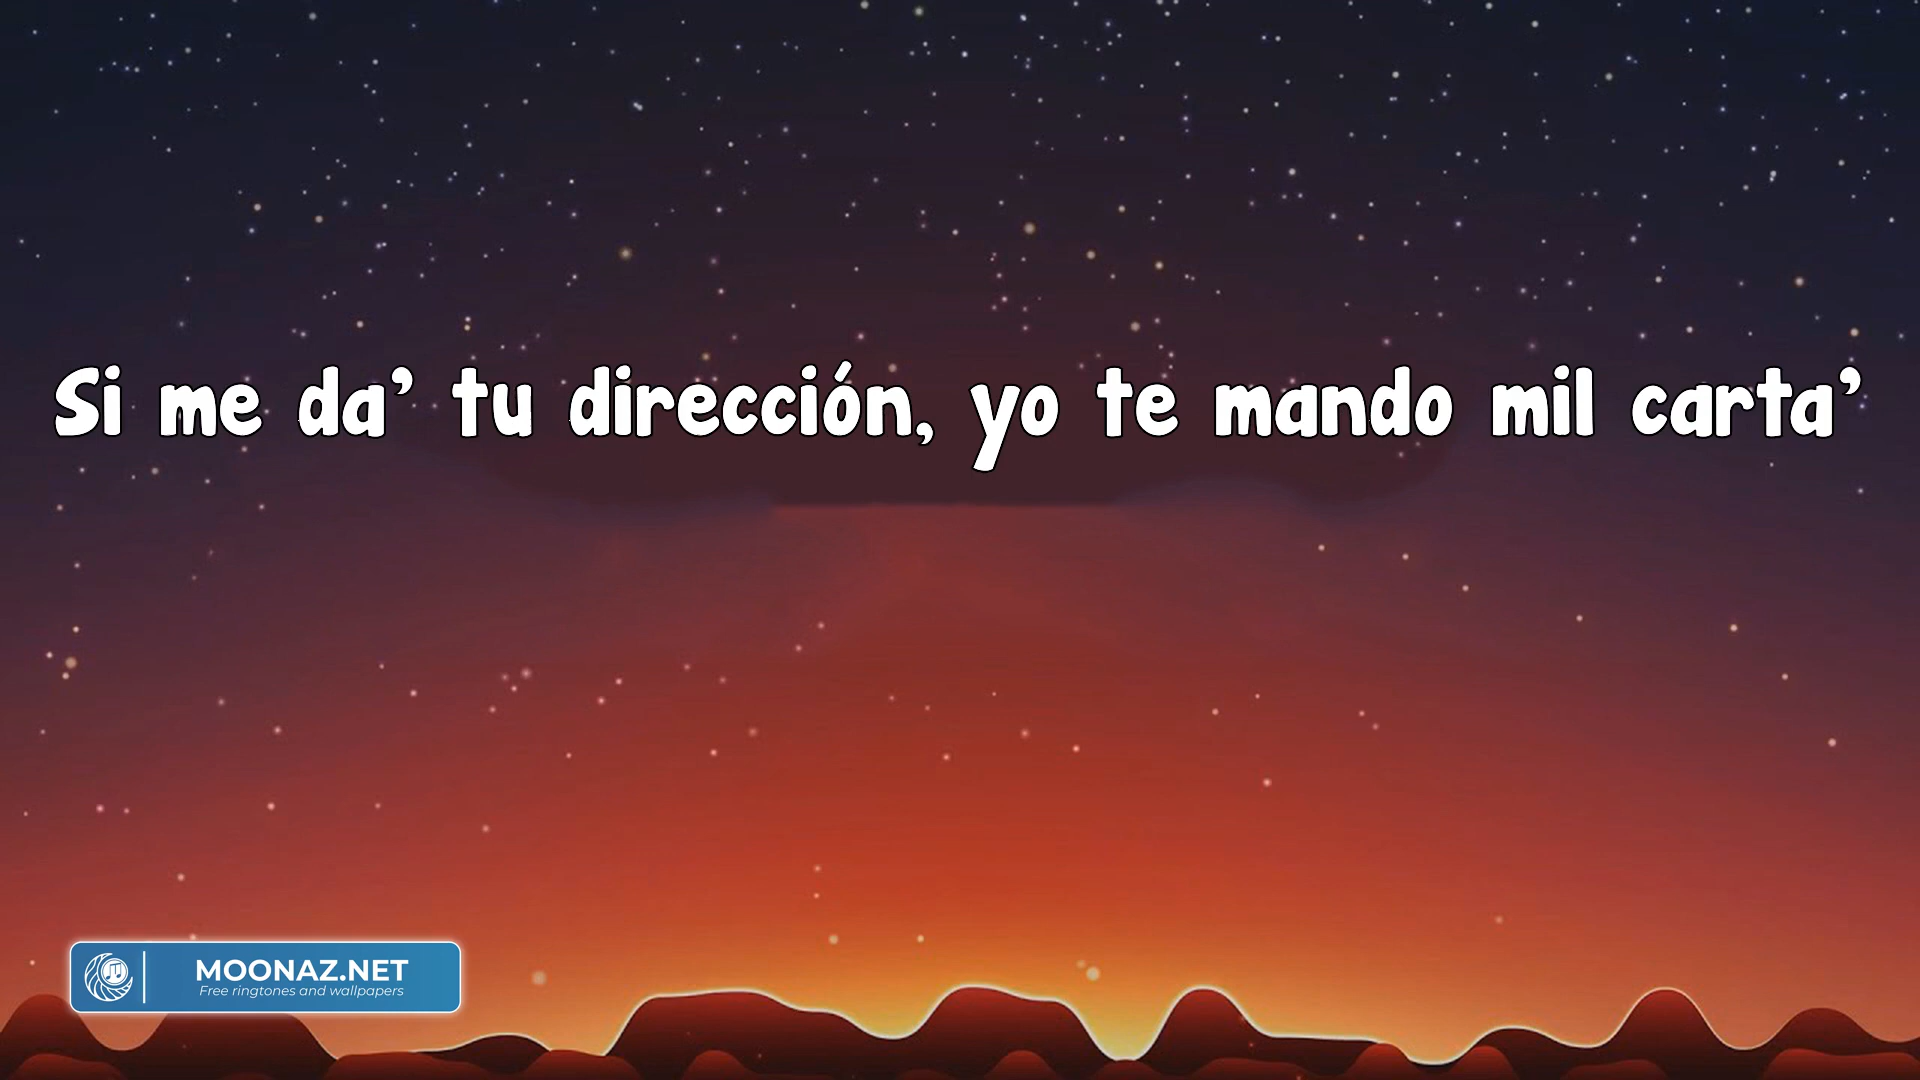 Si me da’ tu dirección, yo te mando mil carta’
MOONAZ.NET
Free ringtones and wallpapers